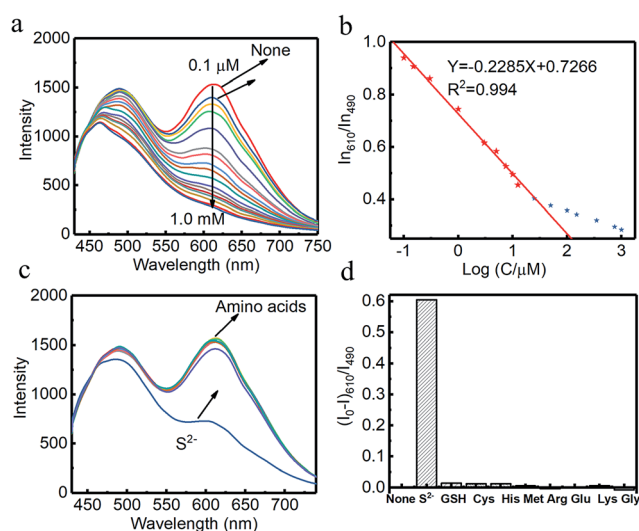 a
Intensity
2000
1500
1000
500
0
450 500 550 600 650 700 750
Wavelength (nm)
None
0.1 μM
1.0 mM
b
In610/In490
1.0
0.8
0.6
0.4
-1 0 1 2 3
Log (C/μM)
Y=-0.2285X+0.7266
R²=0.994
c
Intensity
2000
1500
1000
500
0
450 500 550 600 650 700
Wavelength (nm)
Amino acids
S²⁻
d
(I₀-I)610/I490
0.6
0.5
0.4
0.3
0.2
0.1
0.0
None S²⁻ GSH Cys His Met Arg Glu Lys Gly